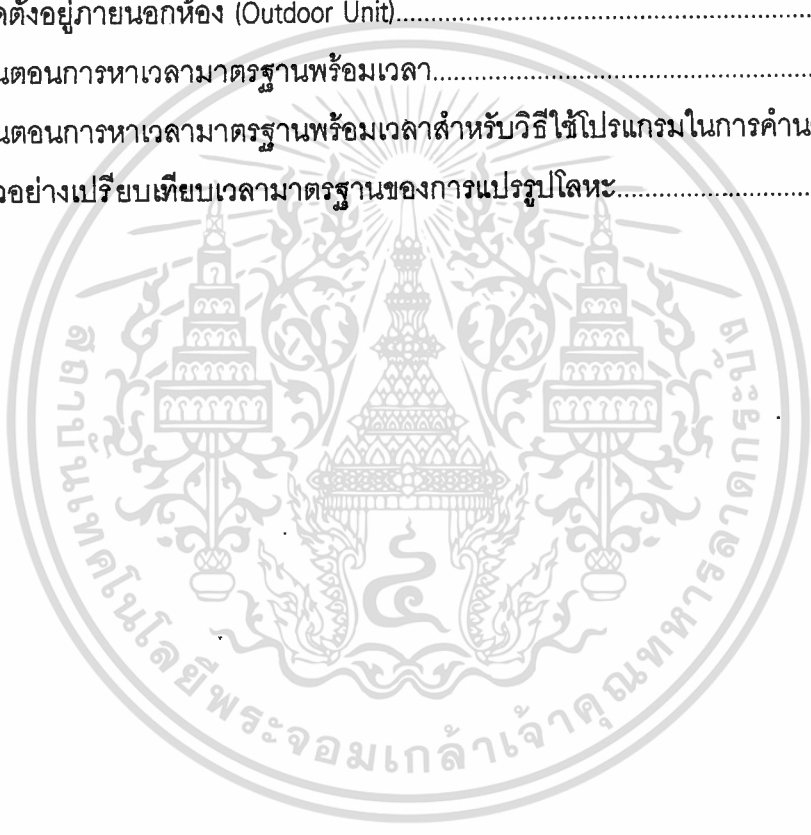 ตั้งอยู่ภายนอกห้อง (Outdoor Unit)................................................
นตอนการหาเวลามาตรฐานพร้อมเวลา................................................
นตอนการหาเวลามาตรฐานพร้อมเวลาสำหรับวิธีใช้โปรแกรมในการคำน
วอย่างเปรียบเทียบเวลามาตรฐานของการแปรรูปโลหะ............................
สถาบันเทคโนโลยีพระจอมเกล้าเจ้าคุณทหารลาดกระบัง
๔